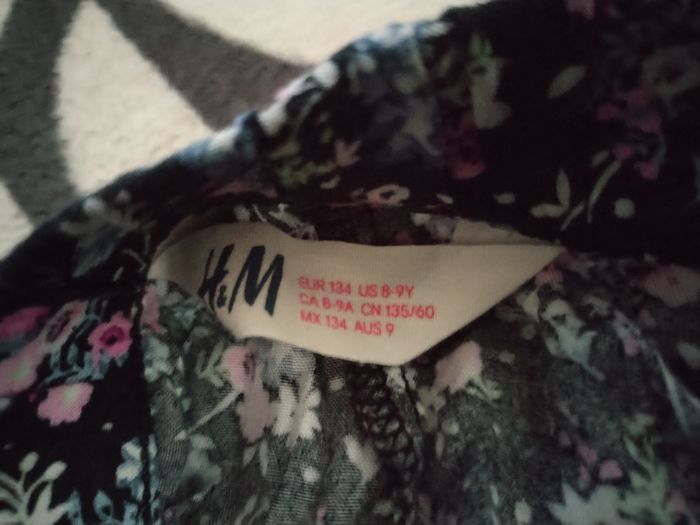 H&M
EUR 134 US 8-9Y
CA 8-9A CN 135/60
MX 134 AUS 9